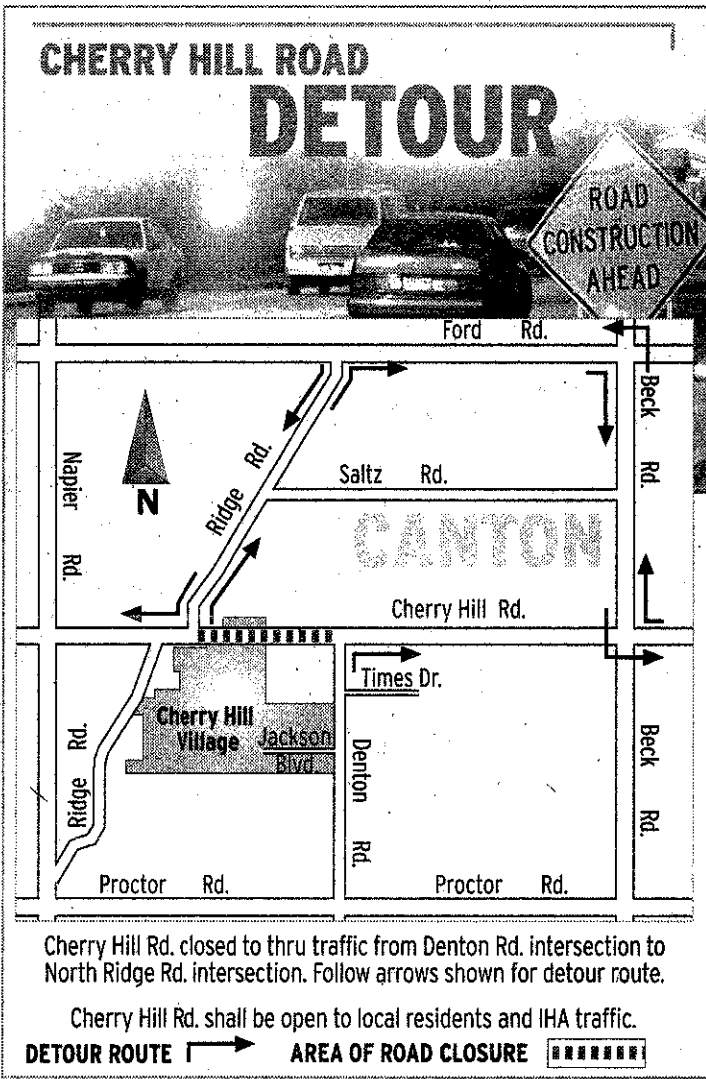 CHERRY HILL ROAD
DETOUR
ROAD
CONSTRUCTION
AHEAD
Ford Rd.
Beck Rd.
Napier Rd.
N
Ridge Rd.
Saltz Rd.
CANTON
Cherry Hill Rd.
Times Dr.
Cherry Hill
Village
Jackson
Blvd.
Ridge Rd.
Denton Rd.
Beck Rd.
Proctor Rd.
Proctor Rd.
Cherry Hill Rd. closed to thru traffic from Denton Rd. intersection to
North Ridge Rd. intersection. Follow arrows shown for detour route.
Cherry Hill Rd. shall be open to local residents and IHA traffic.
DETOUR ROUTE AREA OF ROAD CLOSURE